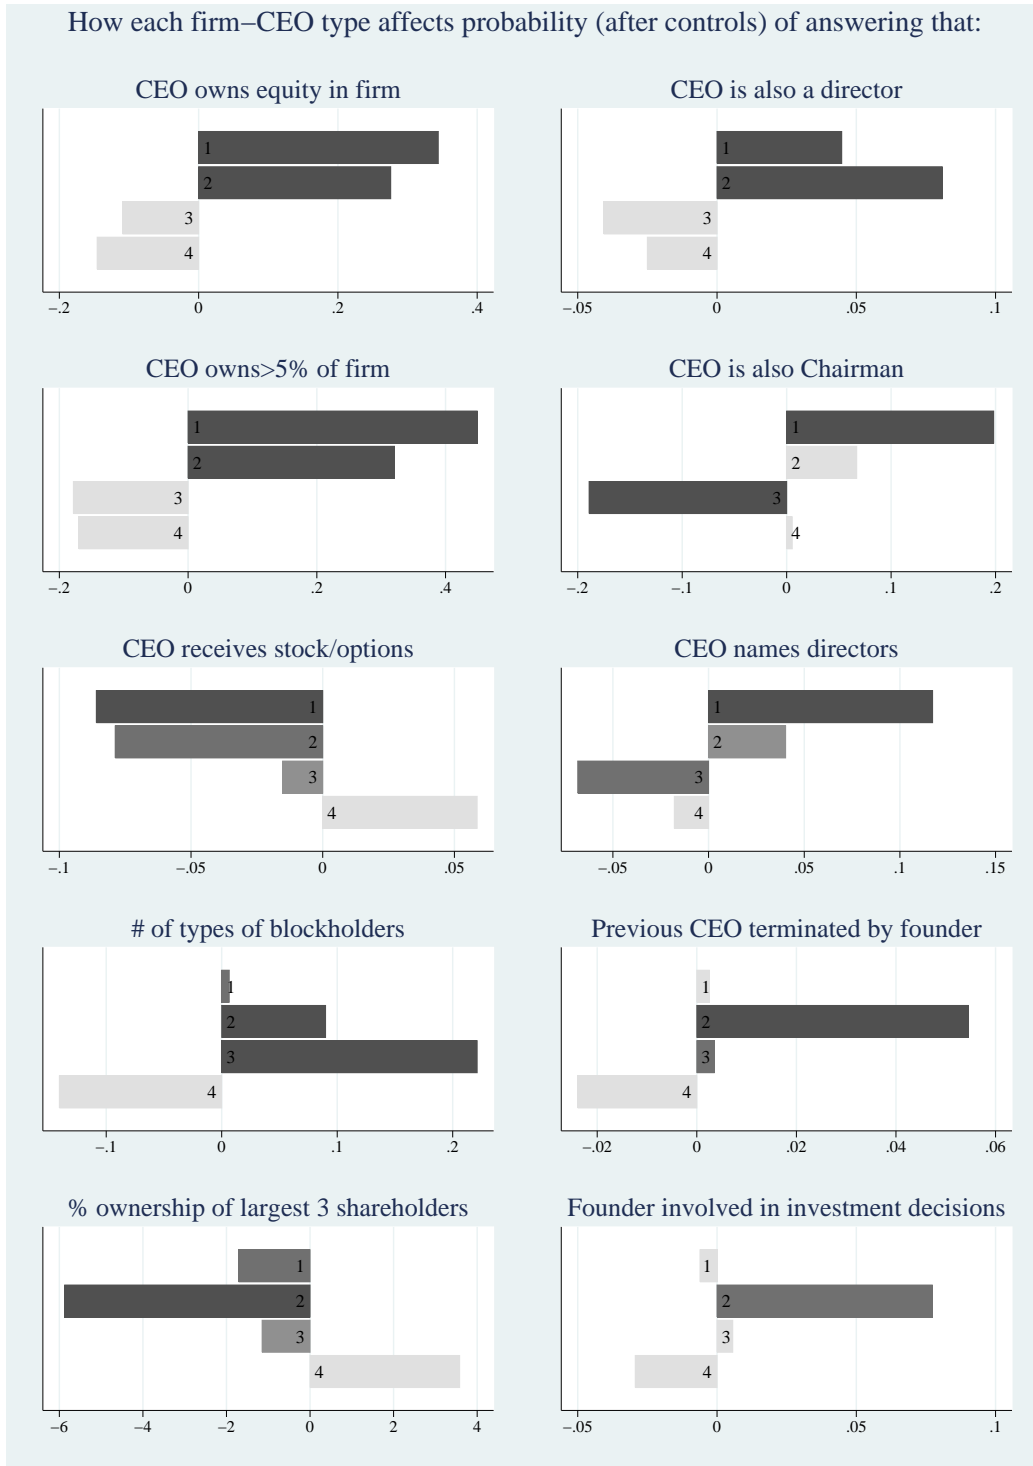 How each firm–CEO type affects probability (after controls) of answering that:
CEO owns equity in firm
1
2
3
4
–.2 0 .2 .4
CEO is also a director
1
2
3
4
–.05 0 .05 .1
CEO owns>5% of firm
1
2
3
4
–.2 0 .2 .4
CEO is also Chairman
1
2
3
4
–.2 –.1 0 .1 .2
CEO receives stock/options
1
2
3
4
–.1 –.05 0 .05
CEO names directors
1
2
3
4
–.05 0 .05 .1 .15
# of types of blockholders
1
2
3
4
–.1 0 .1 .2
Previous CEO terminated by founder
1
2
3
4
–.02 0 .02 .04 .06
% ownership of largest 3 shareholders
1
2
3
4
–6 –4 –2 0 2 4
Founder involved in investment decisions
1
2
3
4
–.05 0 .05 .1